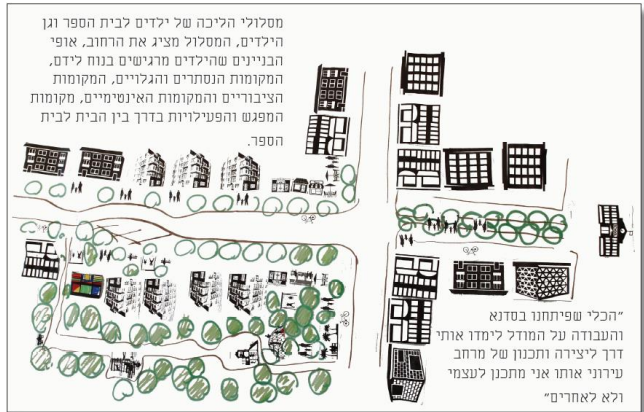 מסלולי הליכה של ילדים לבית הספר וגן
הילדים, המסלול מציג את הרחוב, אופי
הבניינים שהילדים מרגישים בנוח לידם,
המקומות הנסתרים והגלויים, המקומות
הציבוריים והמקומות האינטימיים, מקומות
המפגש והפעילויות בדרך בין הבית לבית
הספר.
"הכלי שפיתחנו בסדנא
והעבודה על המודל לימדו אותי
דרך ליצירה ותכנון של מרחב
עירוני אותו אני מתכנן לעצמי
ולא לאחרים"